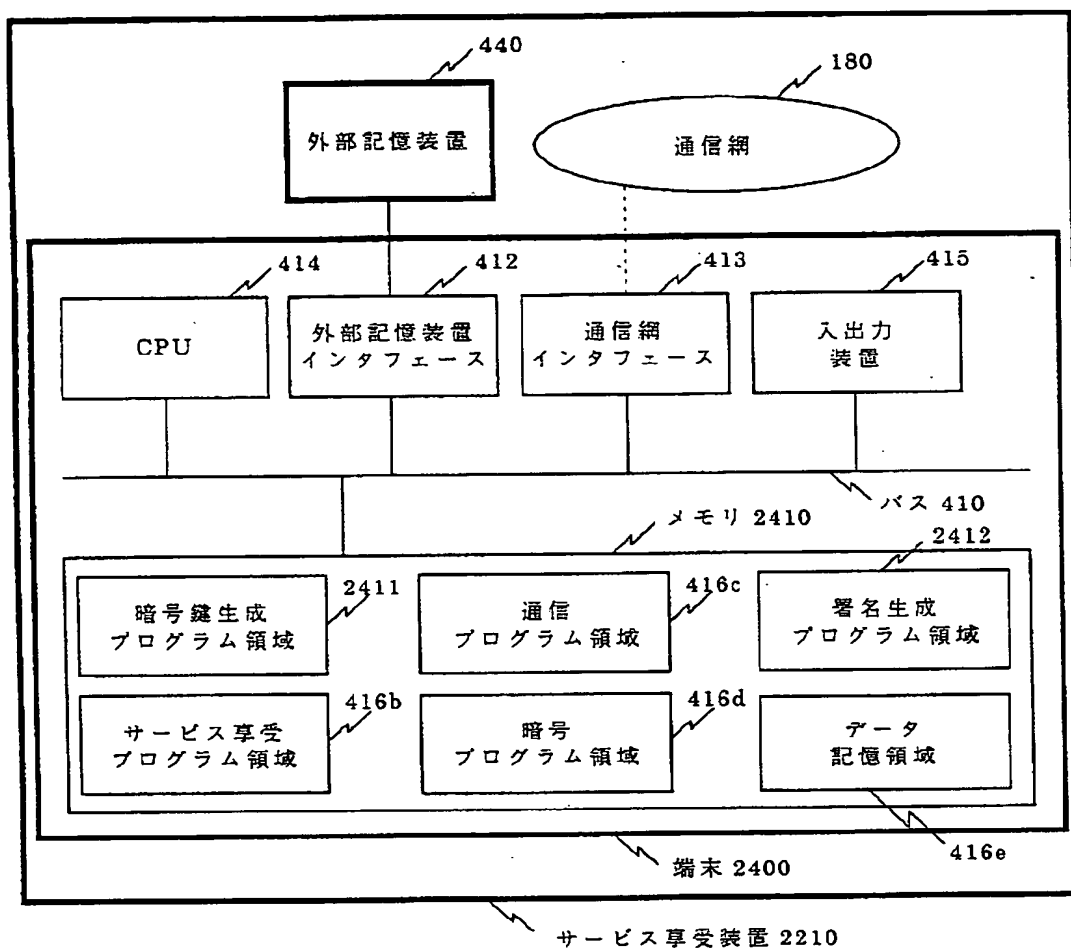 440
180
外部記憶装置
通信網
414
412
413
415
CPU
外部記憶装置
インタフェース
通信網
インタフェース
入出力
装置
バス 410
メモリ 2410
2411
416c
2412
暗号鍵生成
プログラム領域
通信
プログラム領域
署名生成
プログラム領域
416b
416d
サービス享受
プログラム領域
暗号
プログラム領域
データ
記憶領域
416e
端末 2400
サービス享受装置 2210